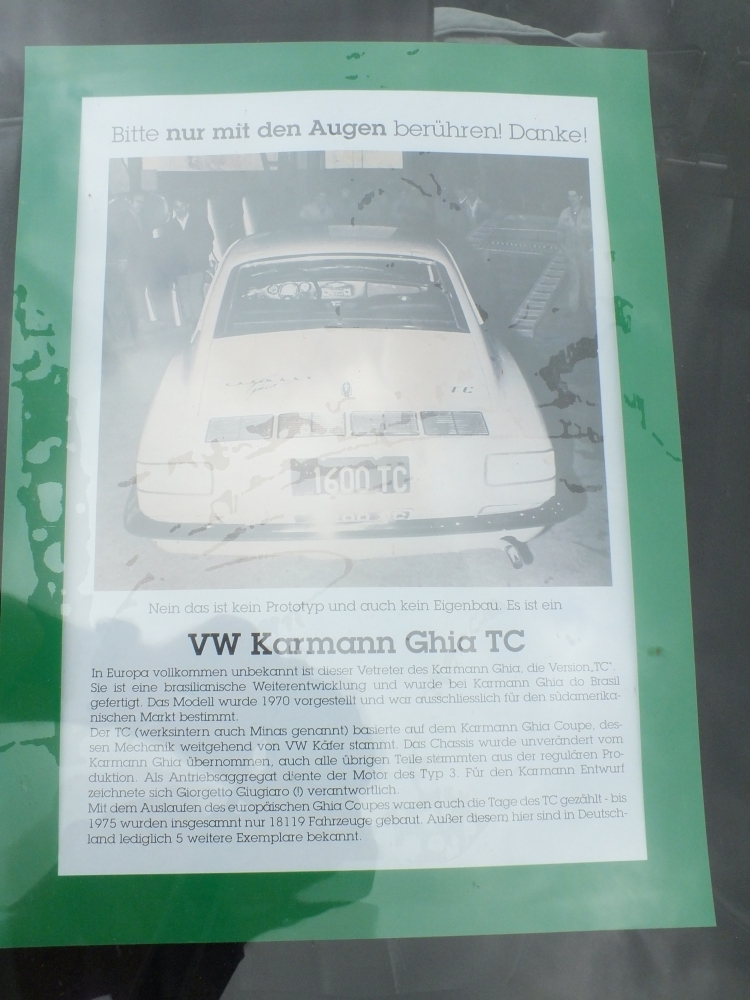 Bitte nur mit den Augen berühren! Danke!
TC
1600 TC
Nein das ist kein Prototyp und auch kein Eigenbau. Es ist ein
VW Karmann Ghia TC
In Europa vollkommen unbekannt ist dieser Vetreter des Karmann Ghia, die Version„TC“.
Sie ist eine brasilianische Weiterentwicklung und wurde bei Karmann Ghia do Brasil
gefertigt. Das Modell wurde 1970 vorgestellt und war ausschliesslich für den südamerika-
nischen Markt bestimmt.
Der TC (werksintern auch Minas genannt) basierte auf dem Karmann Ghia Coupe, des-
sen Mechanik weitgehend von VW Käfer stammt. Das Chassis wurde unverändert vom
Karmann Ghia übernommen, auch alle übrigen Teile stammten aus der regulären Pro-
duktion. Als Antriebsaggregat diente der Motor des Typ 3. Für den Karmann Entwurf
zeichnete sich Giorgetto Giugiaro (!) verantwortlich.
Mit dem Auslaufen des europäischen Ghia Coupes waren auch die Tage des TC gezählt - bis
1975 wurden insgesamnt nur 18119 Fahrzeuge gebaut. Außer diesem hier sind in Deutsch-
land lediglich 5 weitere Exemplare bekannt.